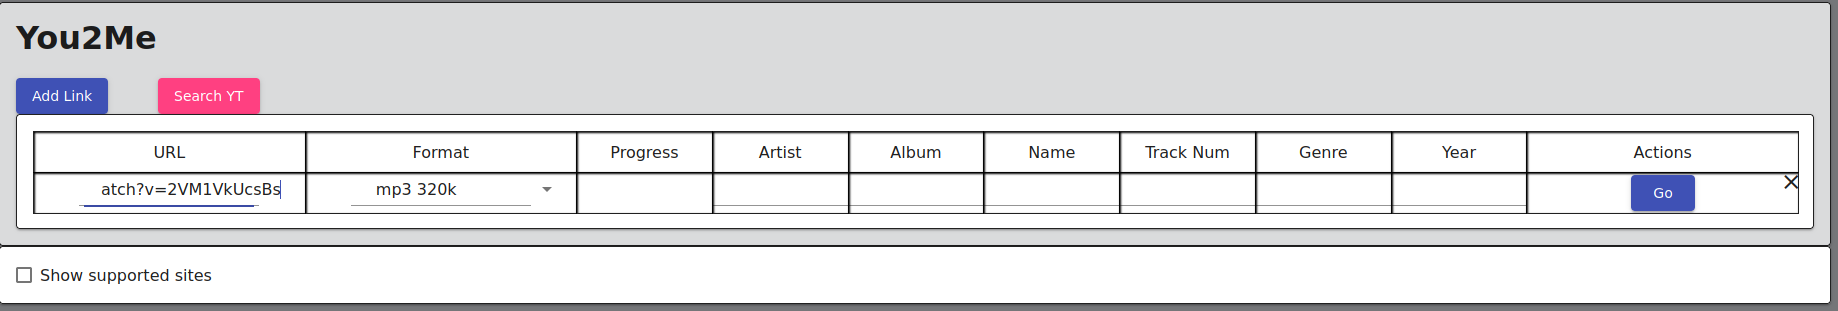 You2Me
Add Link Search YT
URL Format Progress Artist Album Name Track Num Genre Year Actions
atch?v=2VM1VkUcsBs mp3 320k Go
Show supported sites